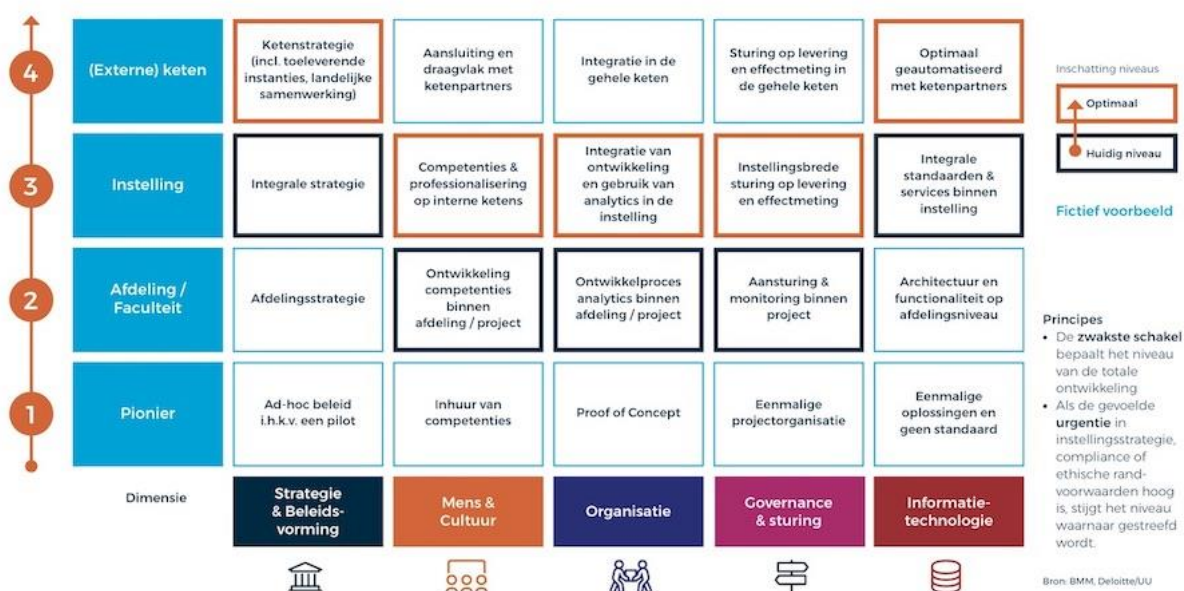 4
(Externe) keten
Ketenstrategie
(incl. toeleverende
instanties, landelijke
samenwerking)
Aansluiting en
draagvlak met
ketenpartners
Integratie in de
gehele keten
Sturing op levering
en effectmeting in
de gehele keten
Optimaal
geautomatiseerd
met ketenpartners
3
Instelling
Integrale strategie
Competenties &
professionalisering
op interne ketens
Integratie van
ontwikkeling
en gebruik van
analytics in de
instelling
Instellingsbrede
sturing op levering
en effectmeting
Integrale
standaarden &
services binnen
instelling
2
Afdeling /
Faculteit
Afdelingsstrategie
Ontwikkeling
competenties
binnen
afdeling / project
Ontwikkelproces
analytics binnen
afdeling / project
Aansturing &
monitoring binnen
project
Architectuur en
functionaliteit op
afdelingsniveau
1
Pionier
Ad-hoc beleid
i.h.k.v. een pilot
Inhuur van
competenties
Proof of Concept
Eenmalige
projectorganisatie
Eenmalige
oplossingen en
geen standaard
Dimensie
Strategie
& Beleids-
vorming
Mens &
Cultuur
Organisatie
Governance
& sturing
Informatie-
technologie
Inschatting niveaus
Optimaal
Huidig niveau
Fictief voorbeeld
Principes
• De zwakste schakel
bepaalt het niveau
van de totale
ontwikkeling
• Als de gevoelde
urgentie in
instellingsstrategie,
compliance of
ethische rand-
voorwaarden hoog
is, stijgt het niveau
waarnaar gestreefd
wordt.
Bron: BMM, Deloitte/UU